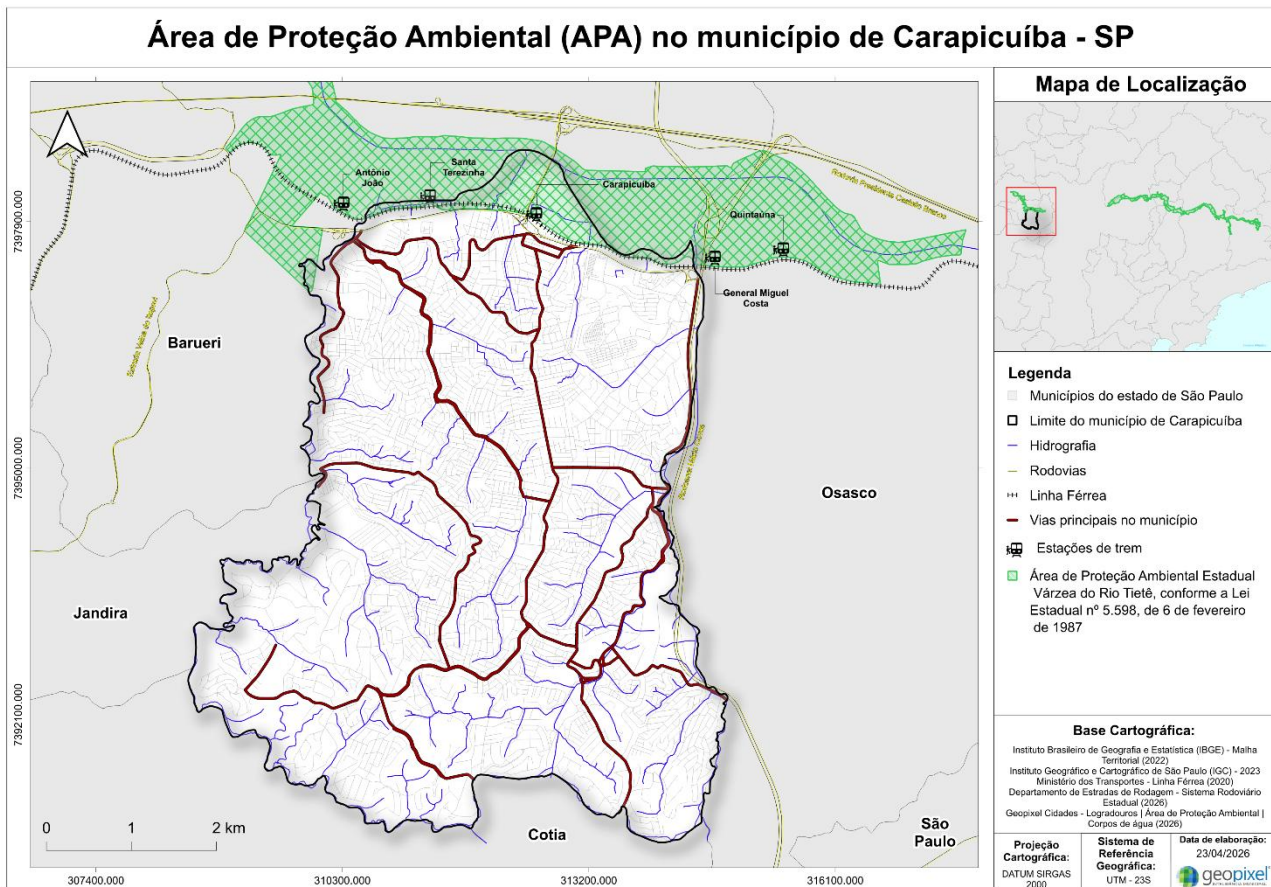 Área de Proteção Ambiental (APA) no município de Carapicuíba - SP
Mapa de Localização
Antônio
João
Santa
Terezinha
Carapicuíba
Quintaúna
General Miguel
Costa
Rodovia Presidente Castello Branco
Barueri
Osasco
Jandira
Cotia
São
Paulo
7397900.000
7395000.000
7392100.000
307400.000
310300.000
313200.000
316100.000
0 1 2 km
Legenda
Municípios do estado de São Paulo
Limite do município de Carapicuíba
Hidrografia
Rodovias
Linha Férrea
Vias principais no município
Estações de trem
Área de Proteção Ambiental Estadual
Várzea do Rio Tietê, conforme a Lei
Estadual nº 5.598, de 6 de fevereiro
de 1987
Base Cartográfica:
Instituto Brasileiro de Geografia e Estatística (IBGE) - Malha
Territorial (2022)
Instituto Geográfico e Cartográfico de São Paulo (IGC) - 2023
Ministério dos Transportes - Linha Férrea (2020)
Departamento de Estradas de Rodagem - Sistema Rodoviário
Estadual (2026)
Geopixel Cidades - Logradouros | Área de Proteção Ambiental |
Corpos de água (2026)
Projeção
Cartográfica:
DATUM SIRGAS
2000
Sistema de
Referência
Geográfica:
UTM - 23S
Data de elaboração:
23/04/2026
geopixel